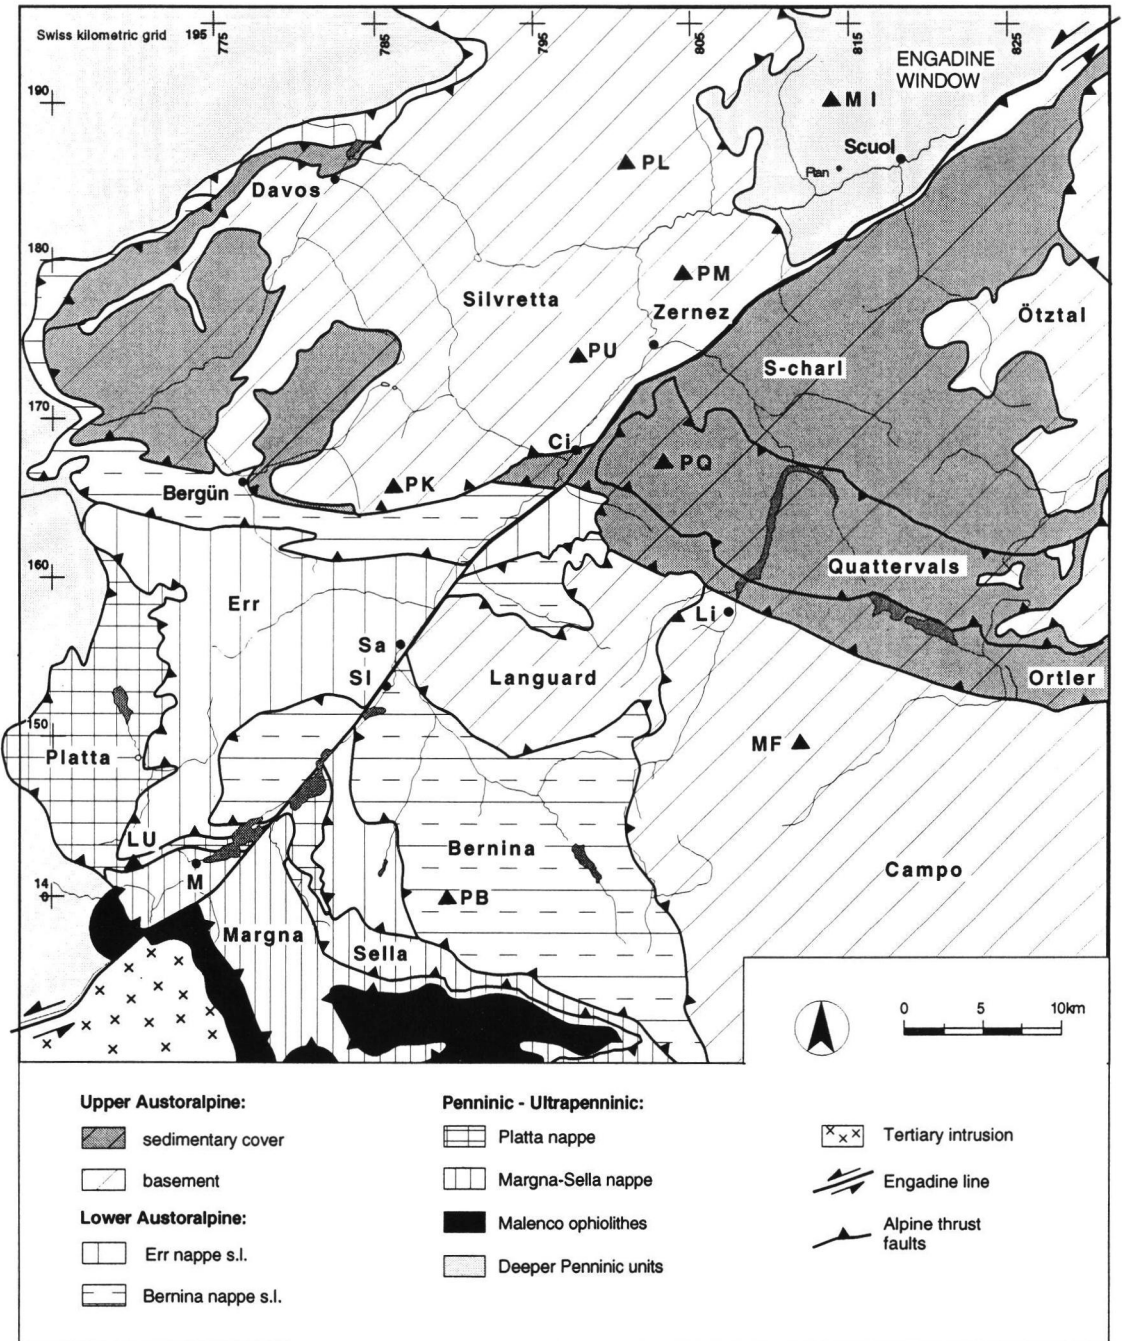 Swiss kilometric grid 195
775
785
795
805
815
825
ENGADINE
WINDOW
190
M I
Scuol
PL
Ftan
Davos
180
PM
Silvretta
Zernez
Ötztal
PU
S-charl
170
Ci
PQ
Bergün
PK
160
Quattervals
Err
Li
Sa
SI
Languard
Ortler
150
Platta
MF
LU
Bernina
M
Campo
14
0
PB
Margna
Sella
0 5 10km
Upper Austoralpine:
sedimentary cover
basement
Lower Austoralpine:
Err nappe s.l.
Bernina nappe s.l.
Penninic - Ultrapenninic:
Platta nappe
Margna-Sella nappe
Malenco ophiolithes
Deeper Penninic units
Tertiary intrusion
Engadine line
Alpine thrust
faults